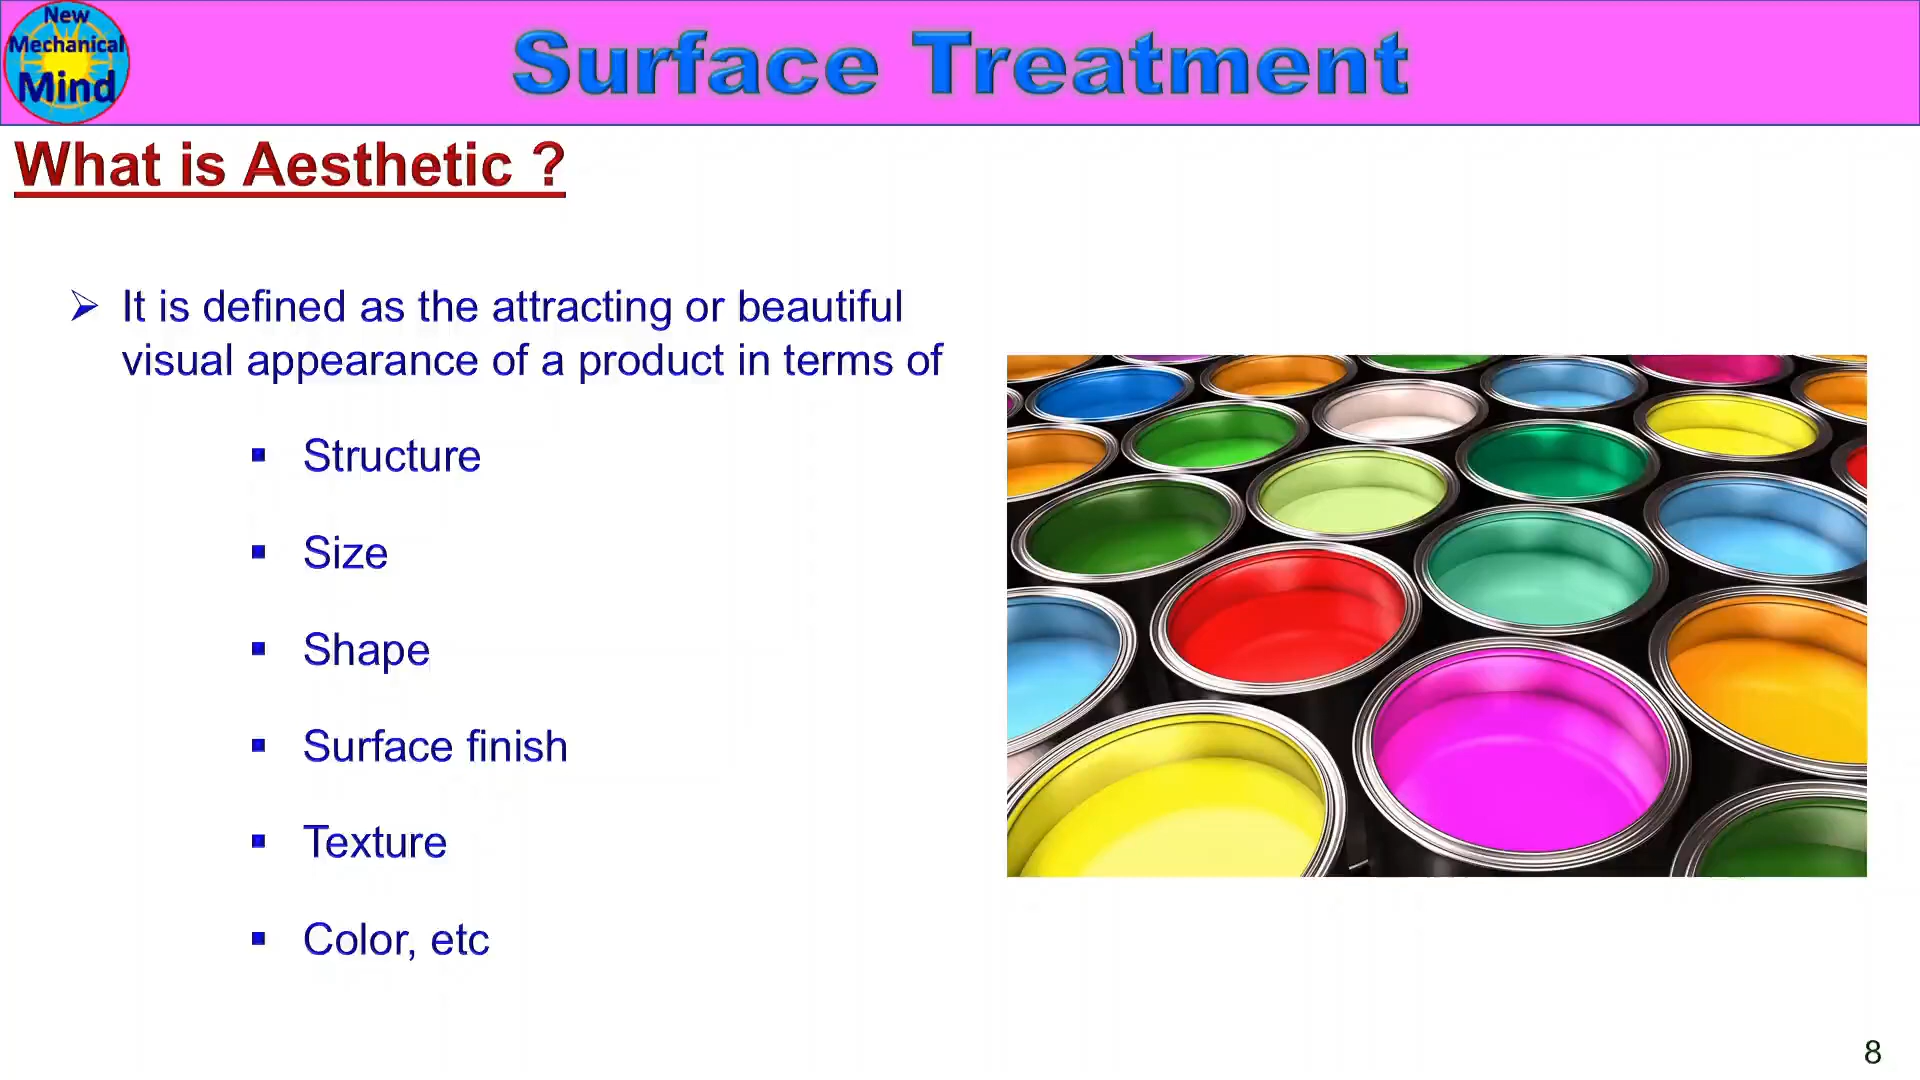 New
Mechanical
Mind
Surface Treatment
What is Aesthetic ?
➢ It is defined as the attracting or beautiful
visual appearance of a product in terms of
▪ Structure
▪ Size
▪ Shape
▪ Surface finish
▪ Texture
▪ Color, etc
8